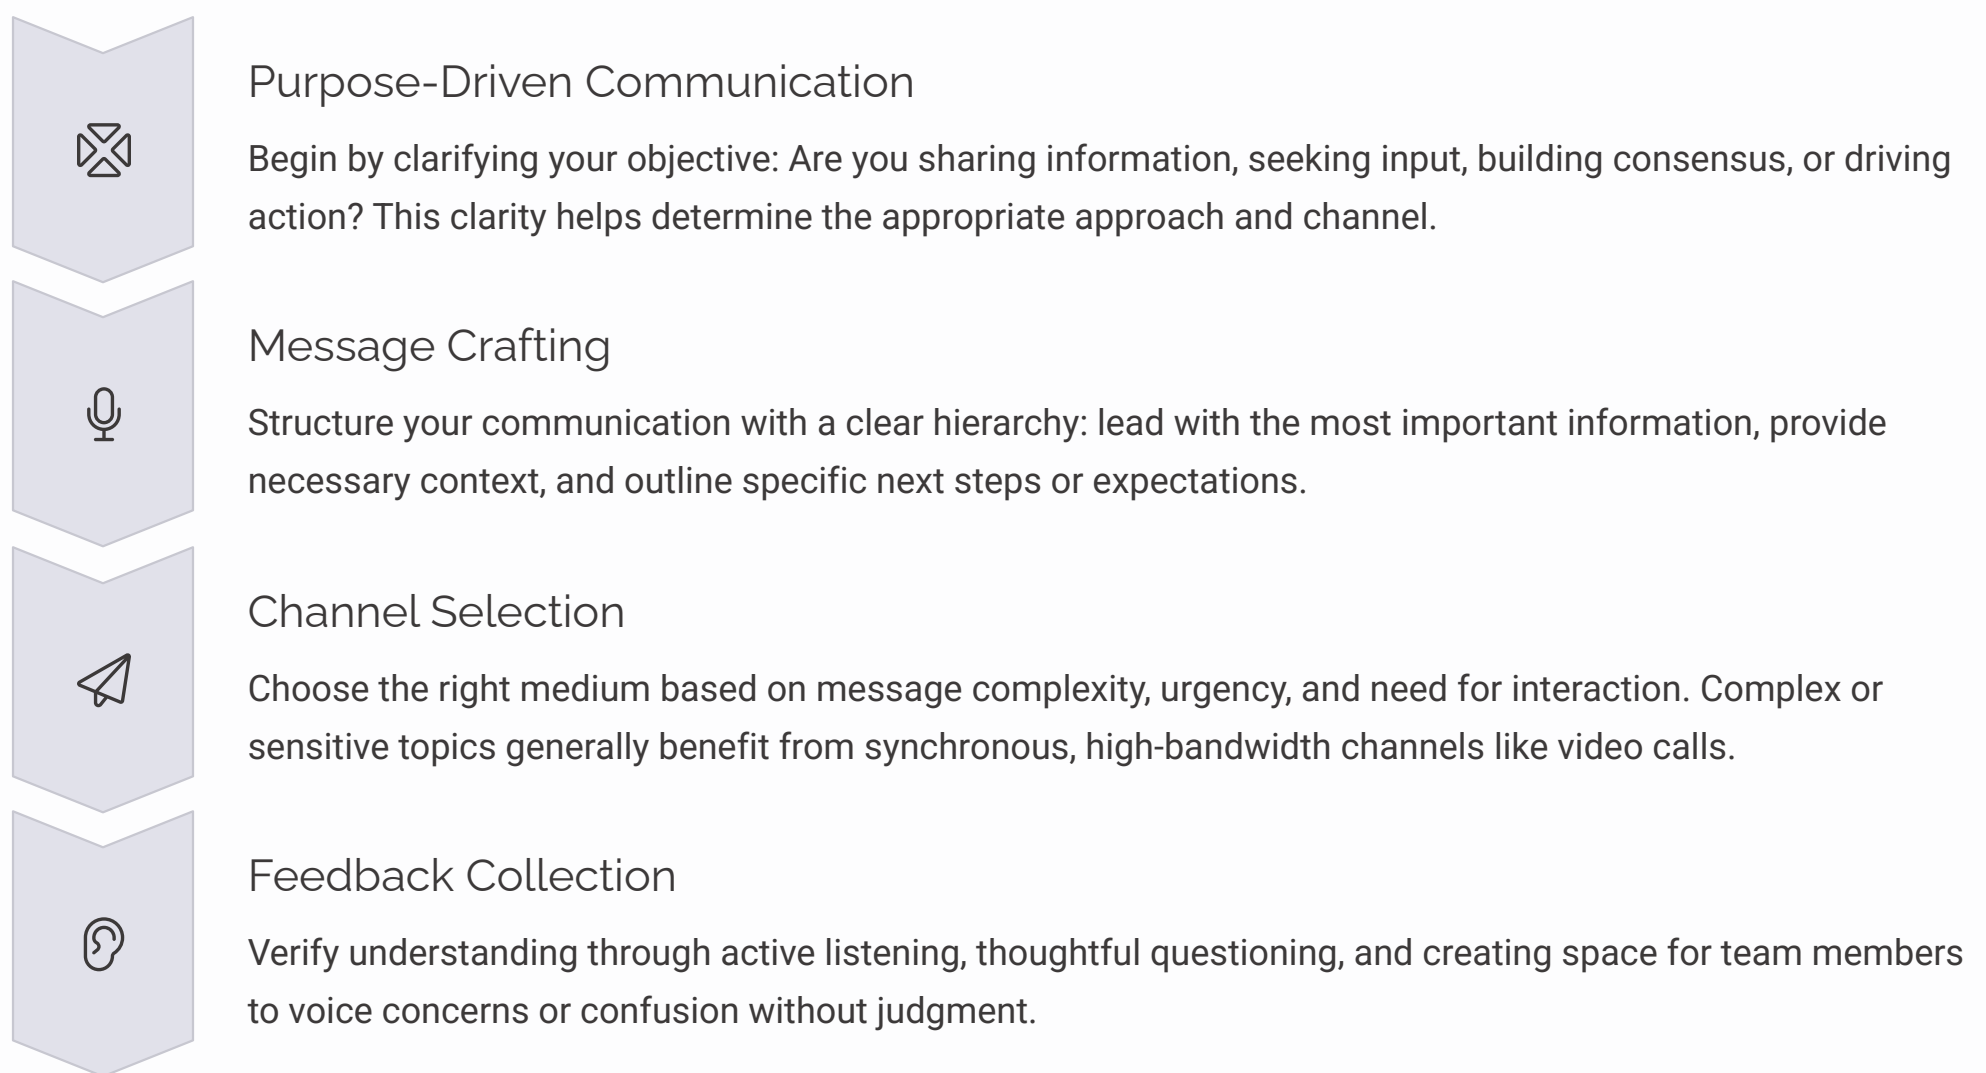 Purpose-Driven Communication
Begin by clarifying your objective: Are you sharing information, seeking input, building consensus, or driving
action? This clarity helps determine the appropriate approach and channel.
Message Crafting
Structure your communication with a clear hierarchy: lead with the most important information, provide
necessary context, and outline specific next steps or expectations.
Channel Selection
Choose the right medium based on message complexity, urgency, and need for interaction. Complex or
sensitive topics generally benefit from synchronous, high-bandwidth channels like video calls.
Feedback Collection
Verify understanding through active listening, thoughtful questioning, and creating space for team members
to voice concerns or confusion without judgment.